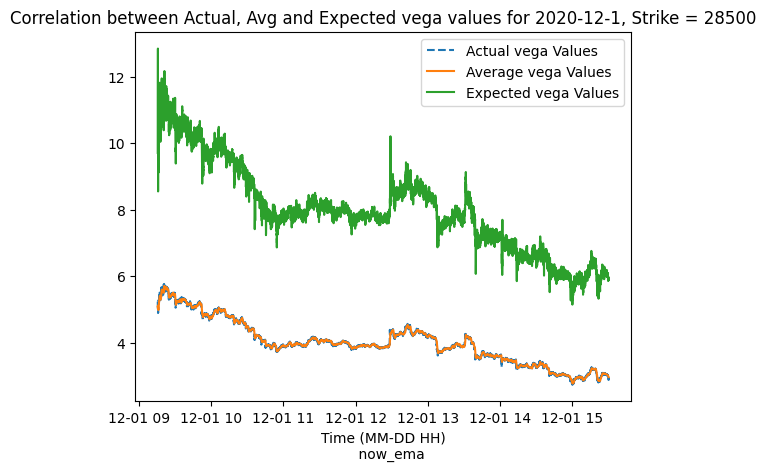 Correlation between Actual, Avg and Expected vega values for 2020-12-1, Strike = 28500
Actual vega Values
Average vega Values
Expected vega Values
12
10
8
6
4
12-01 09 12-01 10 12-01 11 12-01 12 12-01 13 12-01 14 12-01 15
Time (MM-DD HH)
now_ema